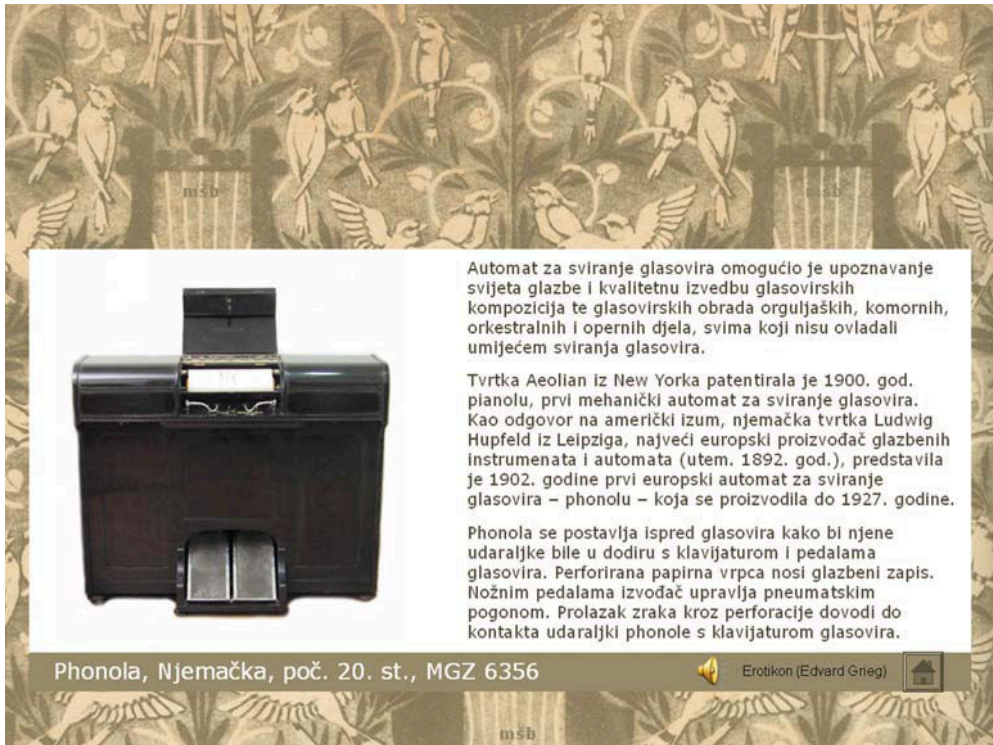 mšb
mšb
Automat za sviranje glasovira omogućio je upoznavanje
svijeta glazbe i kvalitetnu izvedbu glasovirskih
kompozicija te glasovirskih obrada orguljaških, komornih,
orkestralnih i opernih djela, svima koji nisu ovladali
umijećem sviranja glasovira.
Tvrtka Aeolian iz New Yorka patentirala je 1900. god.
pianolu, prvi mehanički automat za sviranje glasovira.
Kao odgovor na američki izum, njemačka tvrtka Ludwig
Hupfeld iz Leipziga, najveći europski proizvođač glazbenih
instrumenata i automata (utem. 1892. god.), predstavila
je 1902. godine prvi europski automat za sviranje
glasovira – phonolu – koja se proizvodila do 1927. godine.
Phonola se postavlja ispred glasovira kako bi njene
udaraljke bile u dodiru s klavijaturom i pedalama
glasovira. Perforirana papirna vrpca nosi glazbeni zapis.
Nožnim pedalama izvođač upravlja pneumatskim
pogonom. Prolazak zraka kroz perforacije dovodi do
kontakta udaraljki phonole s klavijaturom glasovira.
Phonola, Njemačka, poč. 20. st., MGZ 6356
Erotikon (Edvard Grieg)
mšb